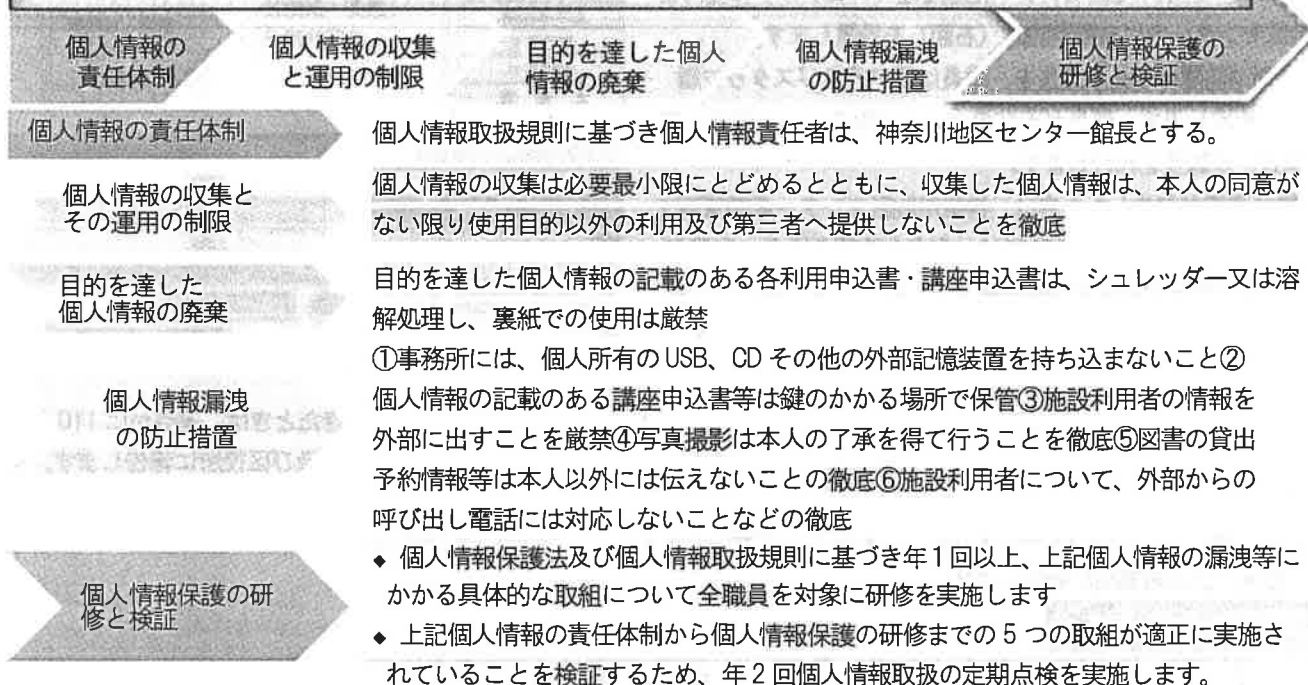 個人情報の
責任体制
個人情報の収集
と運用の制限
目的を達した個人
情報の廃棄
個人情報漏洩
の防止措置
個人情報保護の
研修と検証
個人情報の責任体制
個人情報取扱規則に基づき個人情報責任者は、神奈川地区センター館長とする。
個人情報の収集と
その運用の制限
個人情報の収集は必要最小限にとどめるとともに、収集した個人情報は、本人の同意が
ない限り使用目的以外の利用及び第三者へ提供しないことを徹底
目的を達した
個人情報の廃棄
目的を達した個人情報の記載のある各利用申込書・講座申込書は、シュレッダー又は溶
解処理し、裏紙での使用は厳禁
個人情報漏洩
の防止措置
①事務所には、個人所有の USB、CD その他の外部記憶装置を持ち込まないこと②
個人情報の記載のある講座申込書等は鍵のかかる場所で保管③施設利用者の情報を
外部に出すことを厳禁④写真撮影は本人の了承を得て行うことを徹底⑤図書の貸出
予約情報等は本人以外には伝えないことの徹底⑥施設利用者について、外部からの
呼び出し電話には対応しないことなどの徹底
個人情報保護の研
修と検証
◆ 個人情報保護法及び個人情報取扱規則に基づき年1回以上、上記個人情報の漏洩等に
かかる具体的な取組について全職員を対象に研修を実施します
◆ 上記個人情報の責任体制から個人情報保護の研修までの 5 つの取組が適正に実施さ
れていることを検証するため、年2回個人情報取扱の定期点検を実施します。